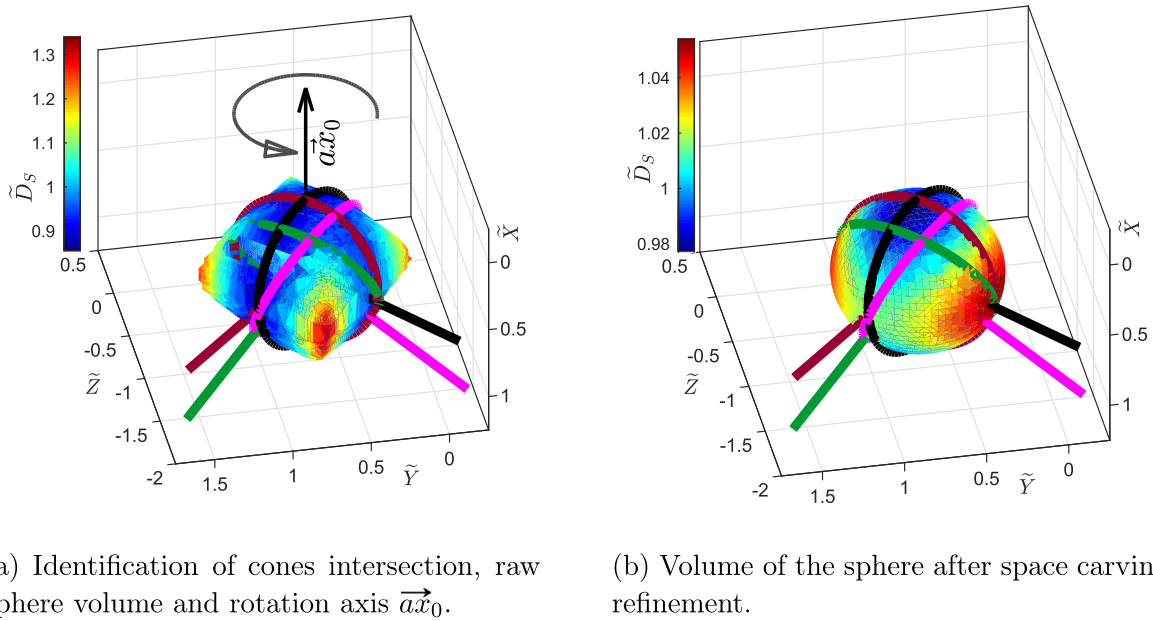 1.3
1.2
1.1
1
0.9
D̃_S
a⃗x_0
0.5
0
-0.5
-1
-1.5
-2
Z̃
1.5
1
0.5
0
Ỹ
X̃
0
0.5
1
1.04
1.02
1
0.98
D̃_S
0.5
0
-0.5
-1
-1.5
-2
Z̃
1.5
1
0.5
0
Ỹ
X̃
0
0.5
1
a) Identification of cones intersection, raw
phere volume and rotation axis a⃗x⃗_0.
(b) Volume of the sphere after space carvin
refinement.